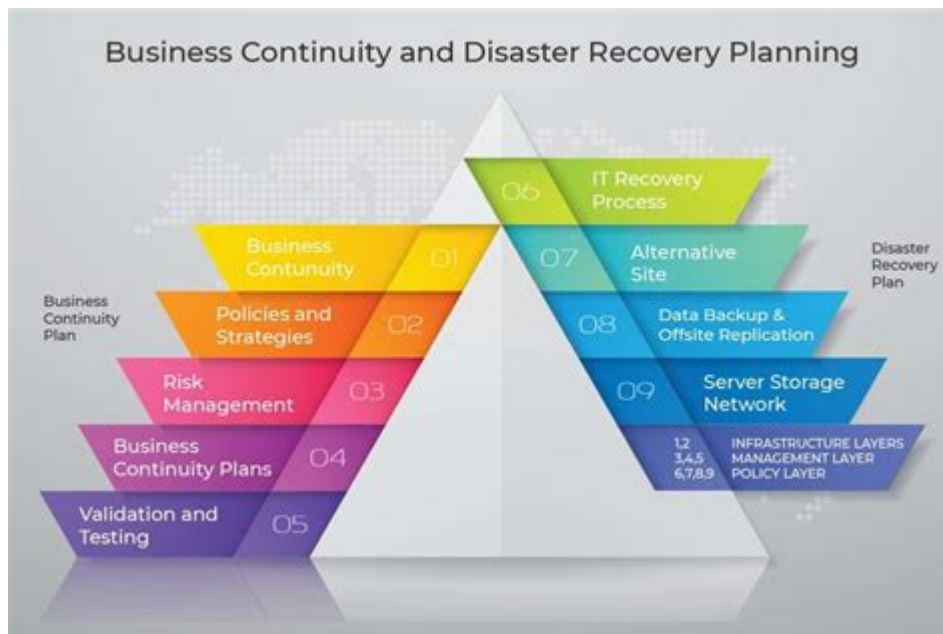 Business Continuity and Disaster Recovery Planning
06
IT Recovery
Process
Business
Contunuity
01
07
Alternative
Site
Disaster
Recovery
Plan
Business
Continuity
Plan
Policies and
Strategies
02
08
Data Backup &
Offsite Replication
Risk
Management
03
09
Server Storage
Network
Business
Continuity Plans
04
1,2 INFRASTRUCTURE LAYERS
3,4,5 MANAGEMENT LAYER
6,7,8,9 POLICY LAYER
Validation and
Testing
05